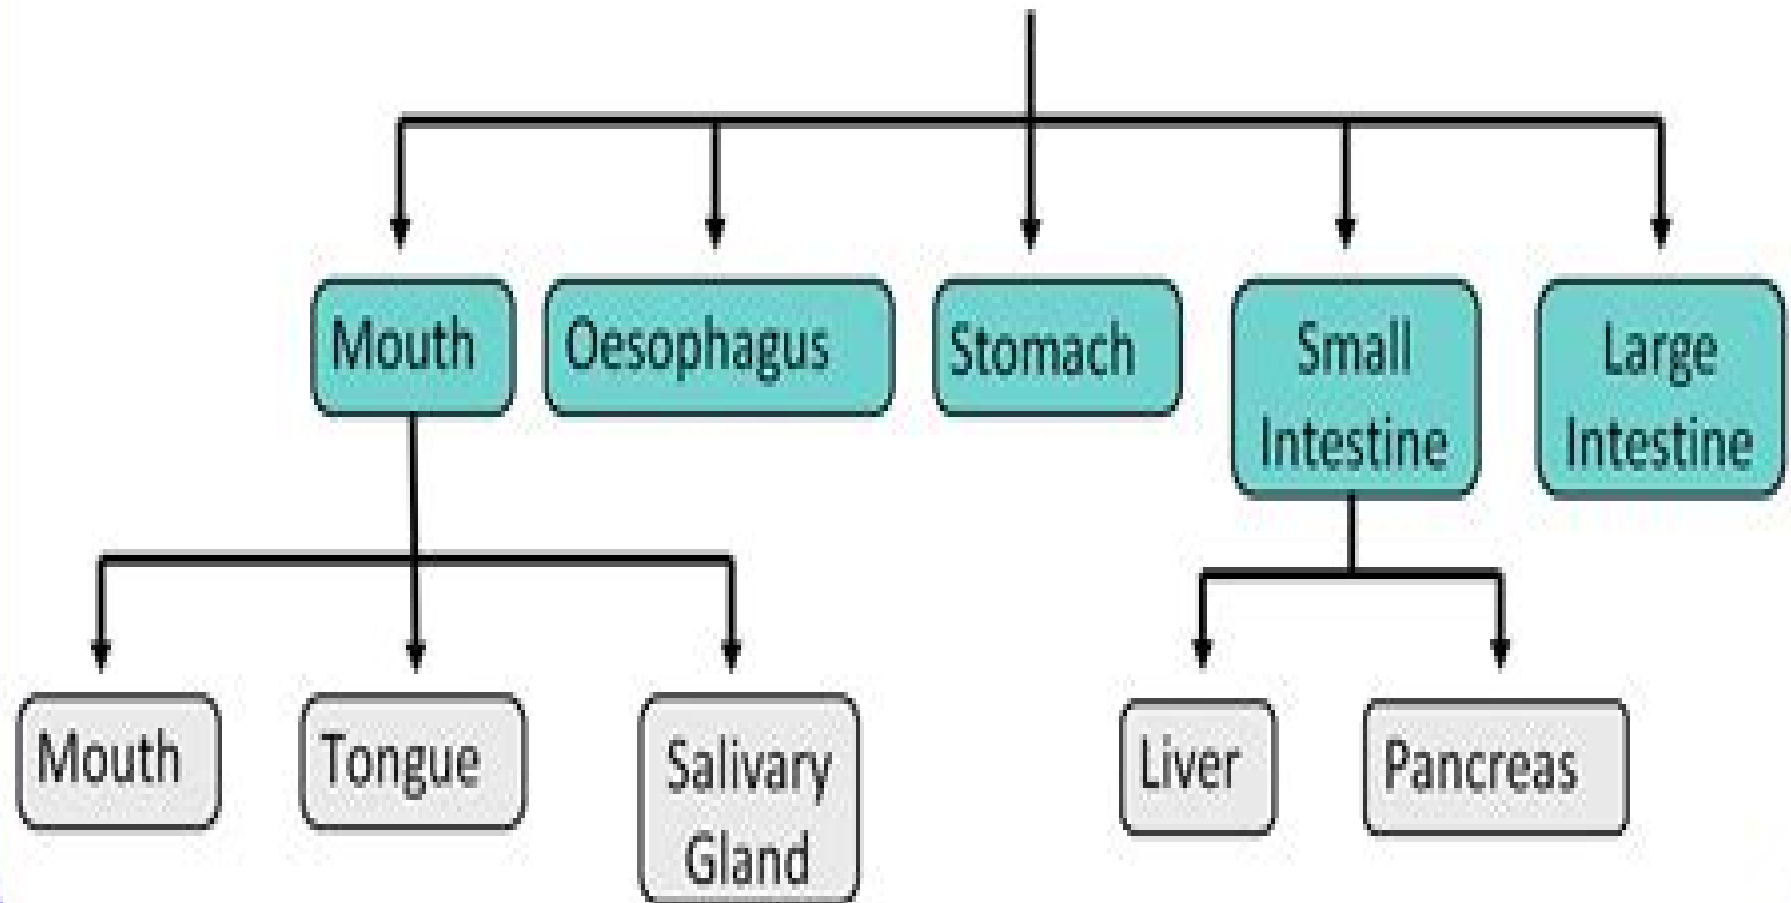 Mouth
Oesophagus
Stomach
Small
Intestine
Large
Intestine
Mouth
Tongue
Salivary
Gland
Liver
Pancreas